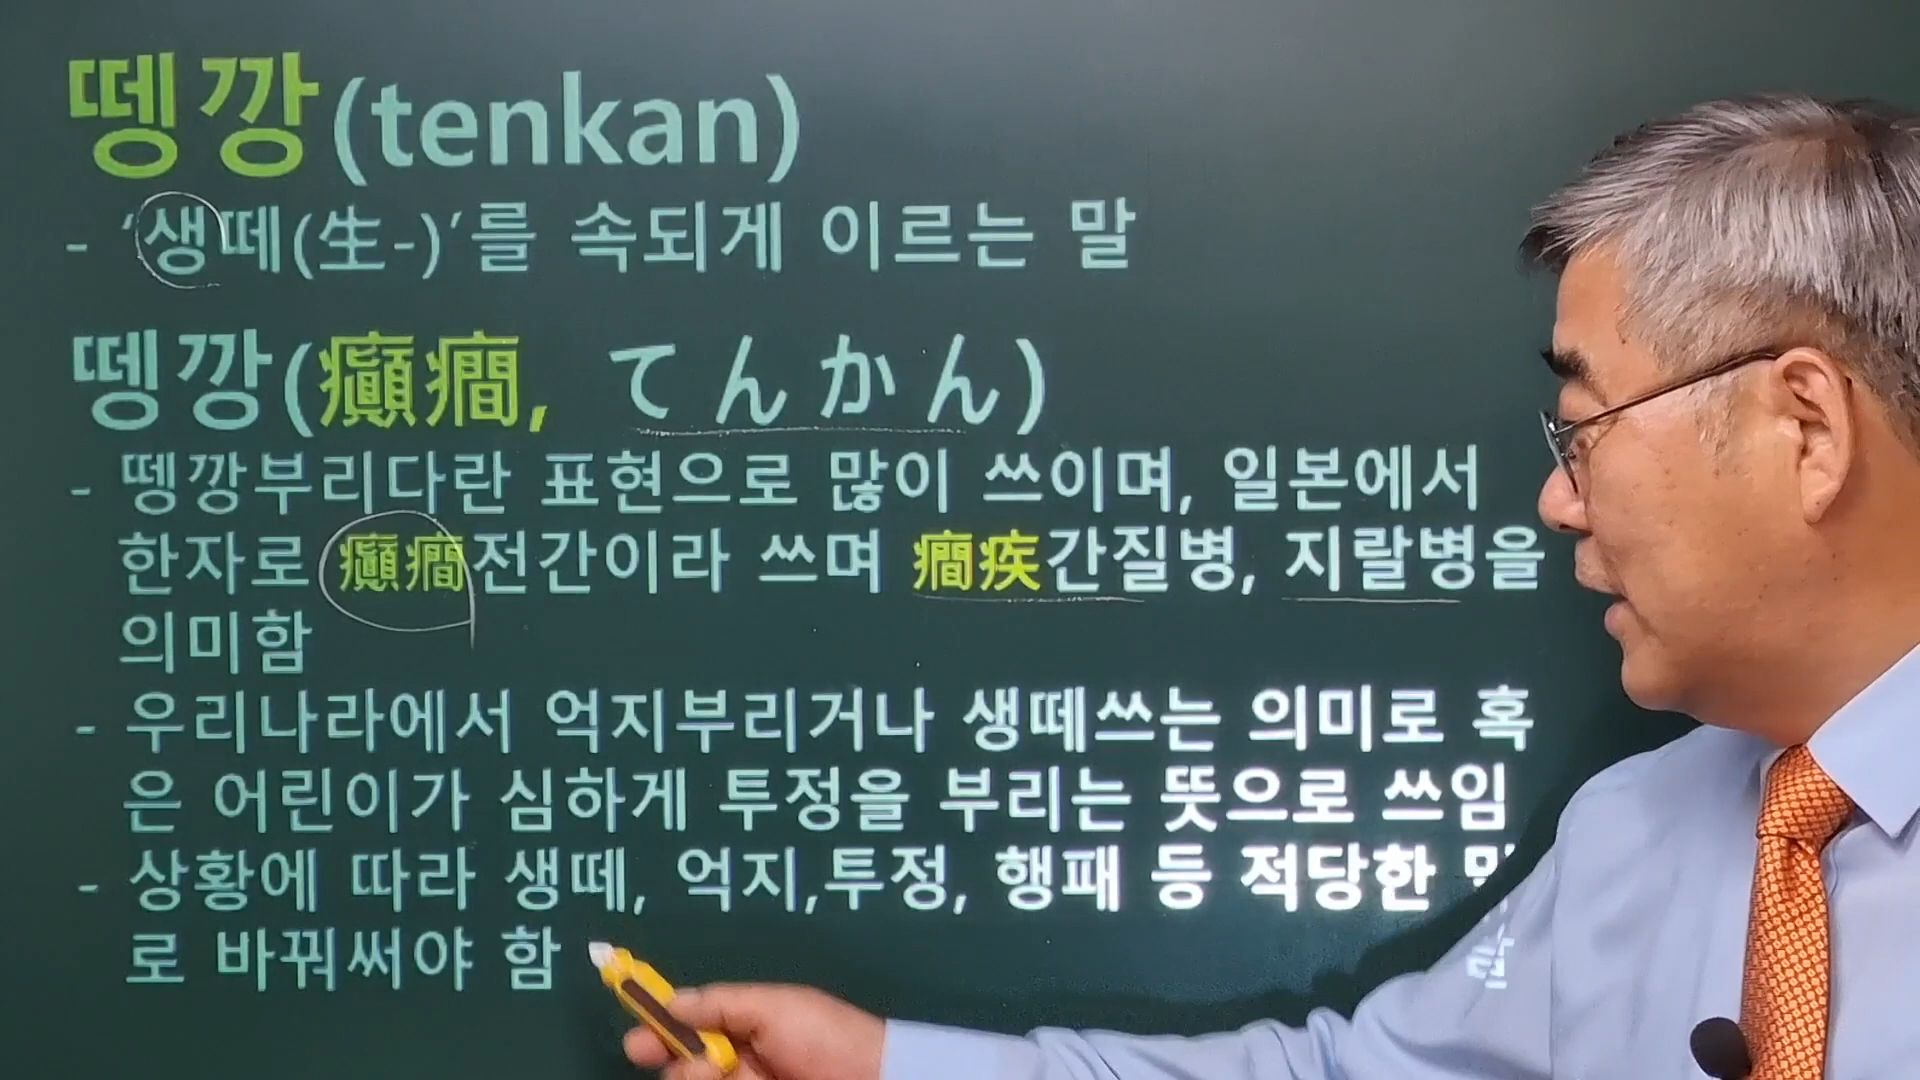 뗑깡(tenkan)
- '생떼(生-)'를 속되게 이르는 말
뗑깡(癲癎, てんかん)
- 뗑깡부리다란 표현으로 많이 쓰이며, 일본에서
한자로 癲癎전간이라 쓰며 癎疾간질병, 지랄병을
의미함
- 우리나라에서 억지부리거나 생떼쓰는 의미로 혹
은 어린이가 심하게 투정을 부리는 뜻으로 쓰임
- 상황에 따라 생떼, 억지,투정, 행패 등 적당한
로 바꿔써야 함